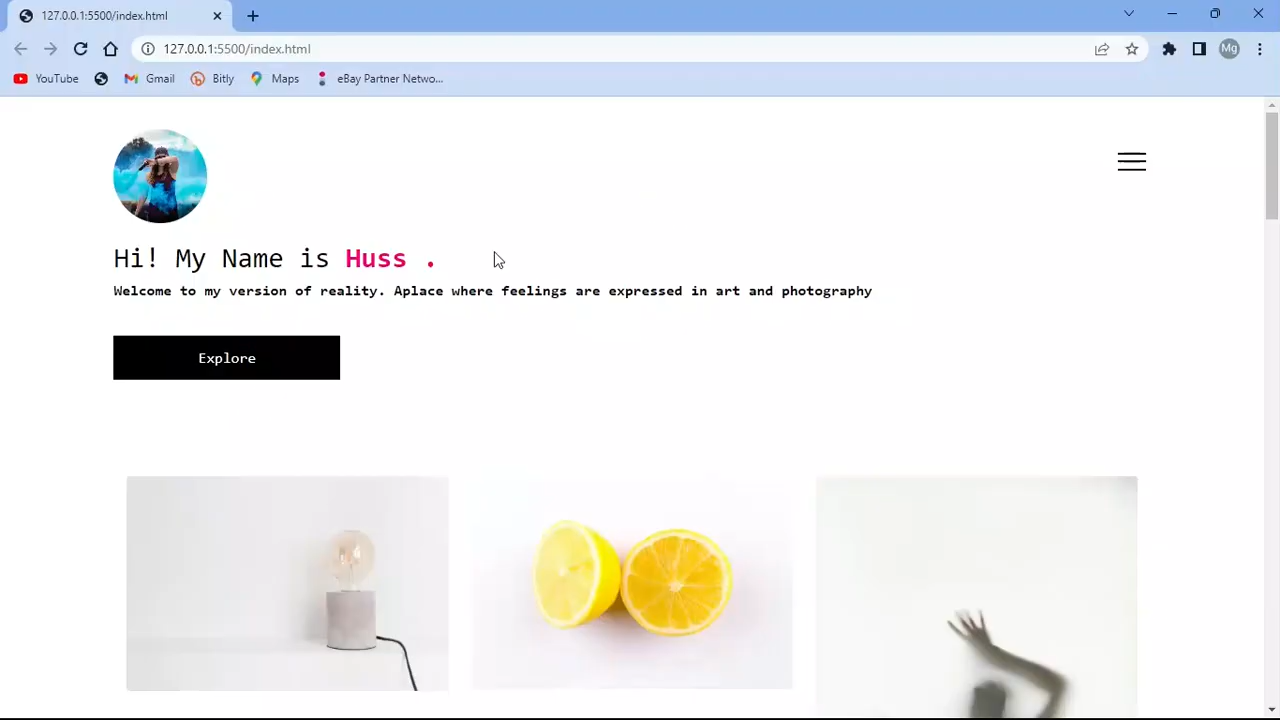 127.0.0.1:5500/index.html
127.0.0.1:5500/index.html
Mg
YouTube Gmail Bitly Maps eBay Partner Netwo...
Hi! My Name is Huss .
Welcome to my version of reality. Aplace where feelings are expressed in art and photography
Explore